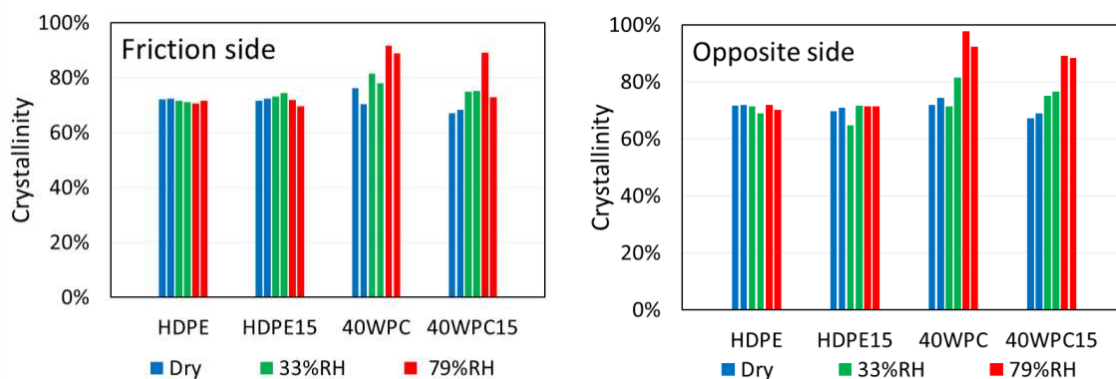 Friction side
Crystallinity
100%
80%
60%
40%
20%
0%
HDPE HDPE15 40WPC 40WPC15
Dry 33%RH 79%RH
Opposite side
Crystallinity
100%
80%
60%
40%
20%
0%
HDPE HDPE15 40WPC 40WPC15
Dry 33%RH 79%RH